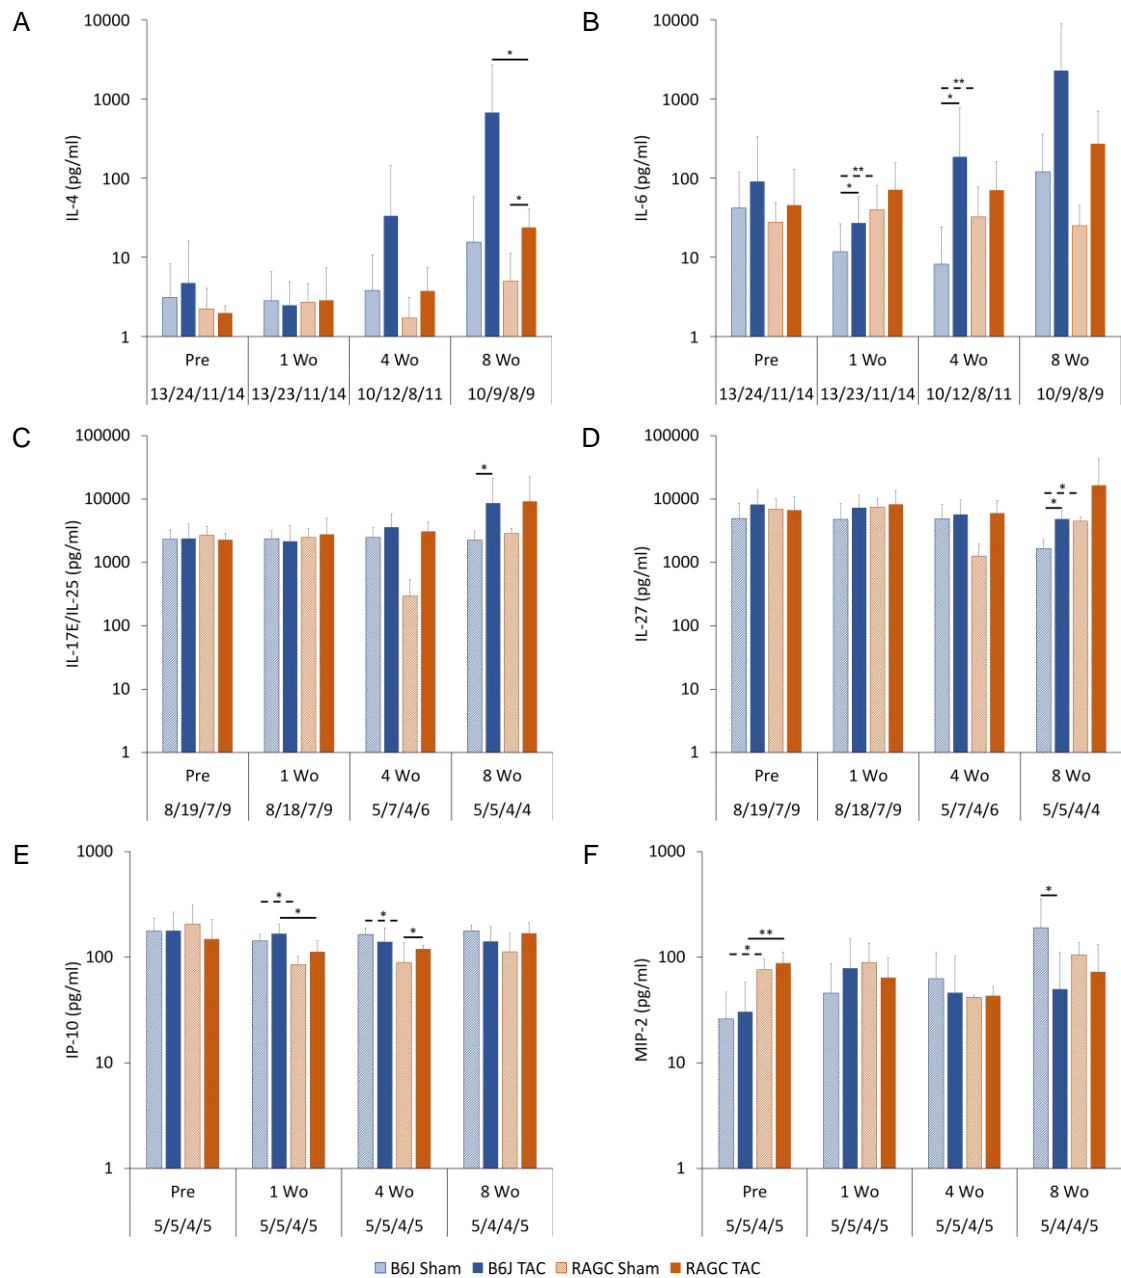 A
IL-4 (pg/ml)
10000
1000
100
10
1
*
*
Pre 1 Wo 4 Wo 8 Wo
13/24/11/14 13/23/11/14 10/12/8/11 10/9/8/9
B
IL-6 (pg/ml)
10000
1000
100
10
1
**
*
**
*
Pre 1 Wo 4 Wo 8 Wo
13/24/11/14 13/23/11/14 10/12/8/11 10/9/8/9
C
IL-17E/IL-25 (pg/ml)
100000
10000
1000
100
10
1
*
Pre 1 Wo 4 Wo 8 Wo
8/19/7/9 8/18/7/9 5/7/4/6 5/5/4/4
D
IL-27 (pg/ml)
100000
10000
1000
100
10
1
*
*
Pre 1 Wo 4 Wo 8 Wo
8/19/7/9 8/18/7/9 5/7/4/6 5/5/4/4
E
IP-10 (pg/ml)
1000
100
10
1
*
*
*
*
Pre 1 Wo 4 Wo 8 Wo
5/5/4/5 5/5/4/5 5/5/4/5 5/4/4/5
F
MIP-2 (pg/ml)
1000
100
10
1
**
*
*
Pre 1 Wo 4 Wo 8 Wo
5/5/4/5 5/5/4/5 5/5/4/5 5/4/4/5
B6J Sham B6J TAC RAGC Sham RAGC TAC